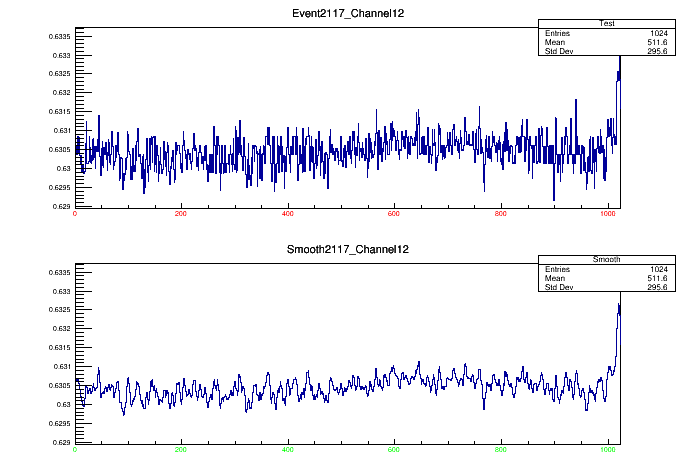 Event2117_Channel12
Test
Entries 1024
Mean 511.6
Std Dev 295.6
0.6335
0.633
0.6325
0.632
0.6315
0.631
0.6305
0.63
0.6295
0.629
0 200 400 600 800 1000
Smooth2117_Channel12
Smooth
Entries 1024
Mean 511.6
Std Dev 295.6
0.6335
0.633
0.6325
0.632
0.6315
0.631
0.6305
0.63
0.6295
0.629
0 200 400 600 800 1000